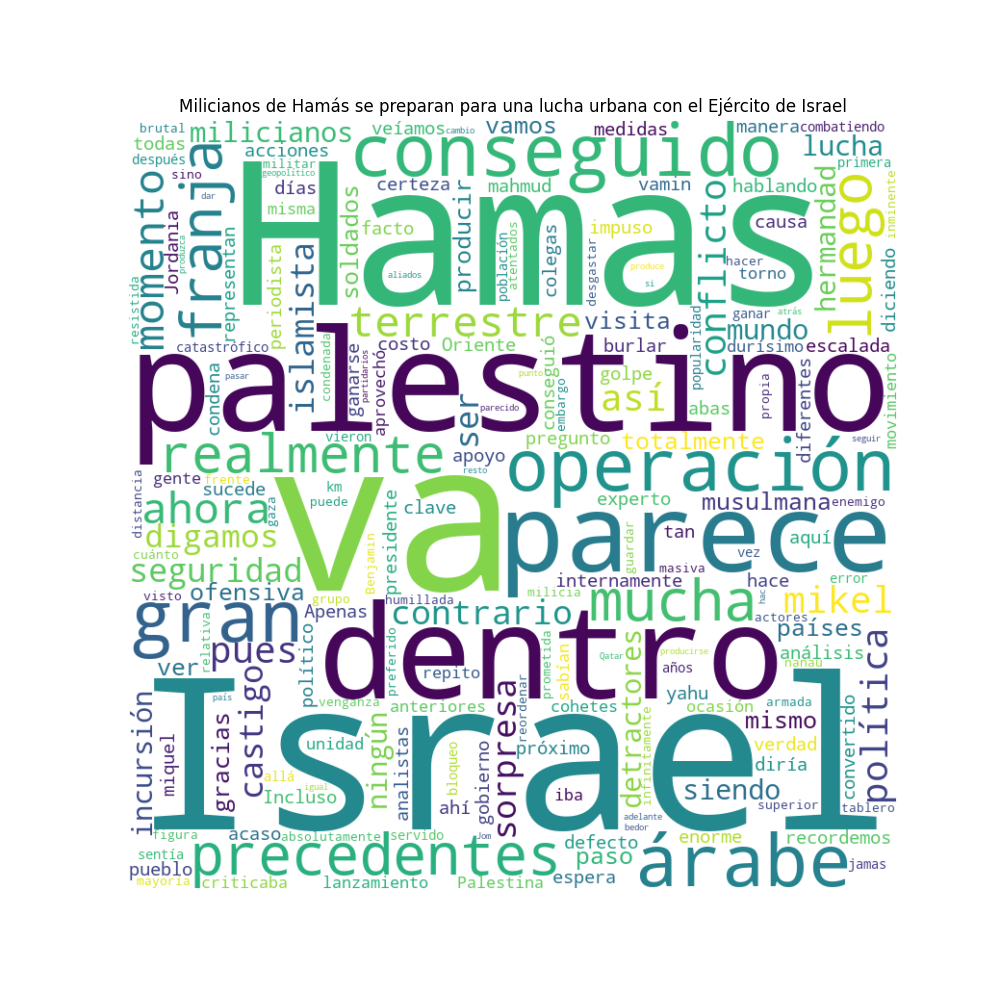 Milicianos de Hamás se preparan para una lucha urbana con el Ejército de Israel
brutal
milicianos
veíamos
cambio
vamos
medidas
manera
combatiendo
todas
acciones
conseguido
lucha
después
militar
geopolítico
primera
sino
días
certeza
mahmud
vamin
hablando
dar
misma
Hamas
impuso
causa
momento
franja
facto
soldados
producir
colegas
conflicto
hermandad
luego
inminente
Jordania
produzca
representan
periodista
islamista
aliados
población
atentados
desgastar
produce
si
hacer
torno
diciendo
resistida
terrestre
visita
popularidad
ganar
atrás
mundo
catastrófico
costo
Oriente
burlar
durísimo
escalada
palestino
pasar
condenada
ganarse
partidarios
aprovechó
punto
conseguió
embargo
golpe
así
abas
propia
diferentes
movimiento
condena
parecido
ser
vieron
pregunto
totalmente
seguir
realmente
apoyo
resto
operación
distancia
gente
frente
sucede
km
puede
va
clave
experto
musulmana
enemigo
ahora
gaza
president
parece
tan
aquí
digamos
guardar
vez
cuánto
Benjamin
masiva
seguridad
internamente
hace
error
visto
ofensiva
grupo
humillada
milicia
hac
gran
Apenas
contrario
mucha
actores
mikel
relativa
pues
político
dentro
prometida
sabían
países
análisis
ver
preferido
repito
Qatar
detractores
producirse
años
nanau
política
país
castigo
venganza
anteriores
sorpresa
reordenar
cohetes
yahu
ocasión
armada
convertido
incursión
gracias
ningún
infinitamente
mismo
unidad
analistas
bloqueo
gobierno
próximo
verdad
miquel
allá
diría
Israel
igual
Incluso
ahí
iba
siendo
superior
tablero
figura
acaso
absolutamente
servido
Jom
adelante
bedor
defecto
enorme
recordemos
sentía
precedentes
paso
árabe
pueblo
espera
jamas
mayoría
criticaba
lanzamiento
Palestina